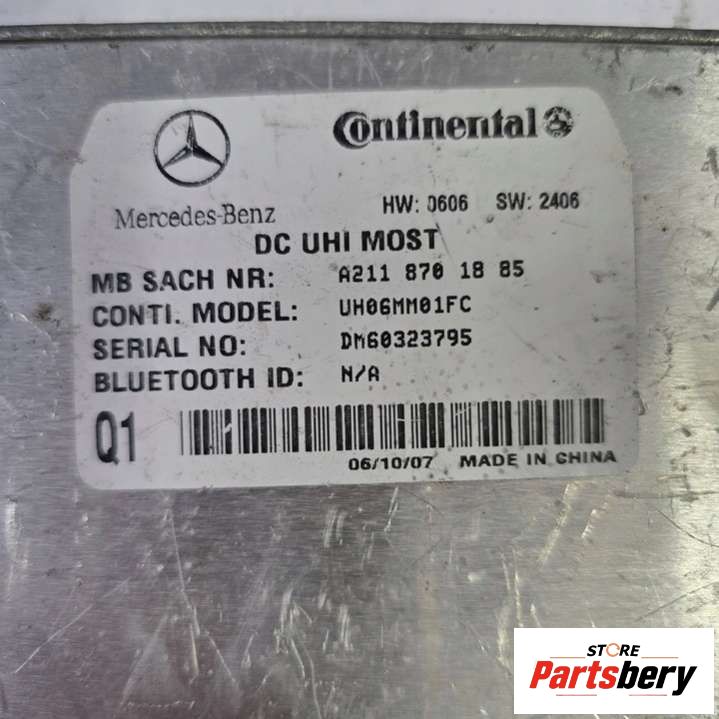 Mercedes-Benz
Continental
HW: 0606 SW: 2406
DC UHI MOST
MB SACH NR: A211 870 18 85
CONTI. MODEL: UH06MM01FC
SERIAL NO: DM60323795
BLUETOOTH ID: N/A
Q1
06/10/07 MADE IN CHINA
STORE
Partsbery